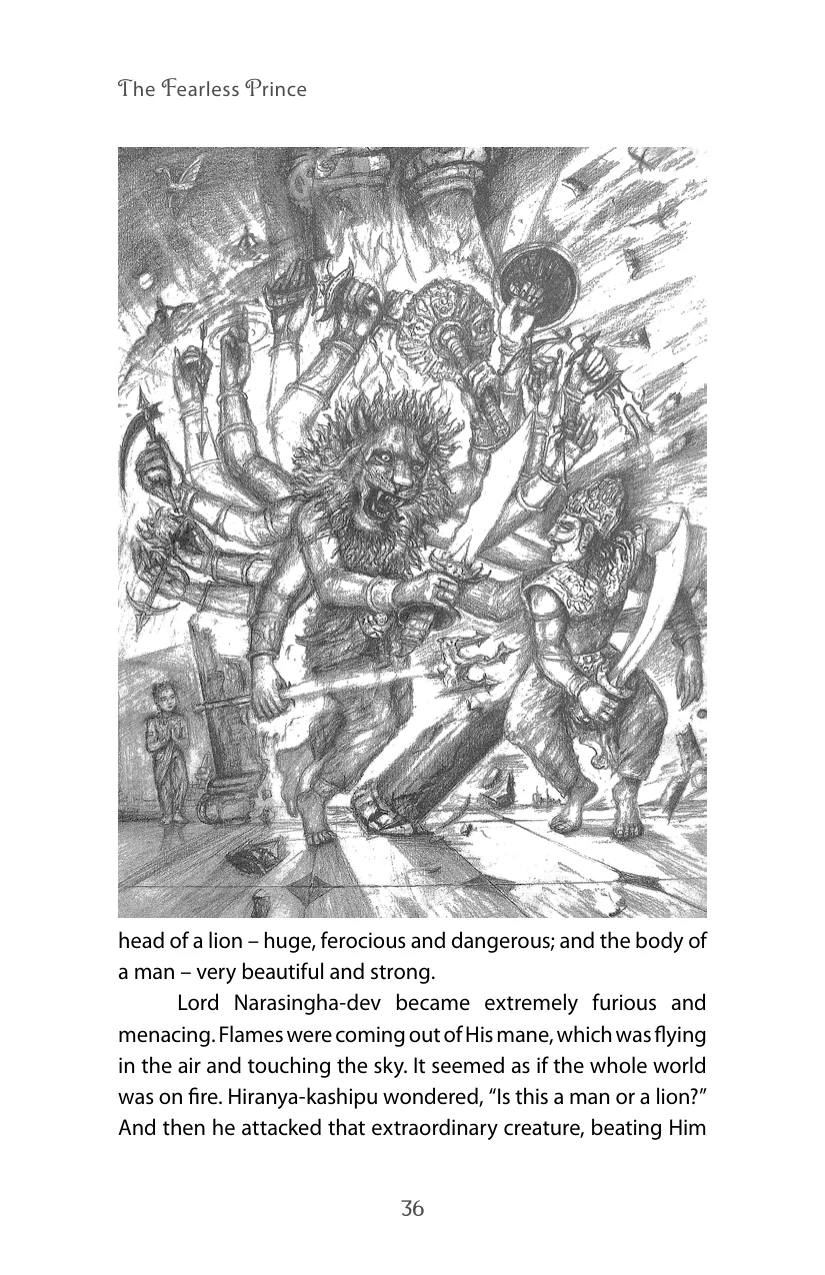 The Fearless Prince
head of a lion – huge, ferocious and dangerous; and the body of
a man – very beautiful and strong.
Lord Narasingha-dev became extremely furious and
menacing. Flames were coming out of His mane, which was flying
in the air and touching the sky. It seemed as if the whole world
was on fire. Hiranya-kashipu wondered, “Is this a man or a lion?”
And then he attacked that extraordinary creature, beating Him
36